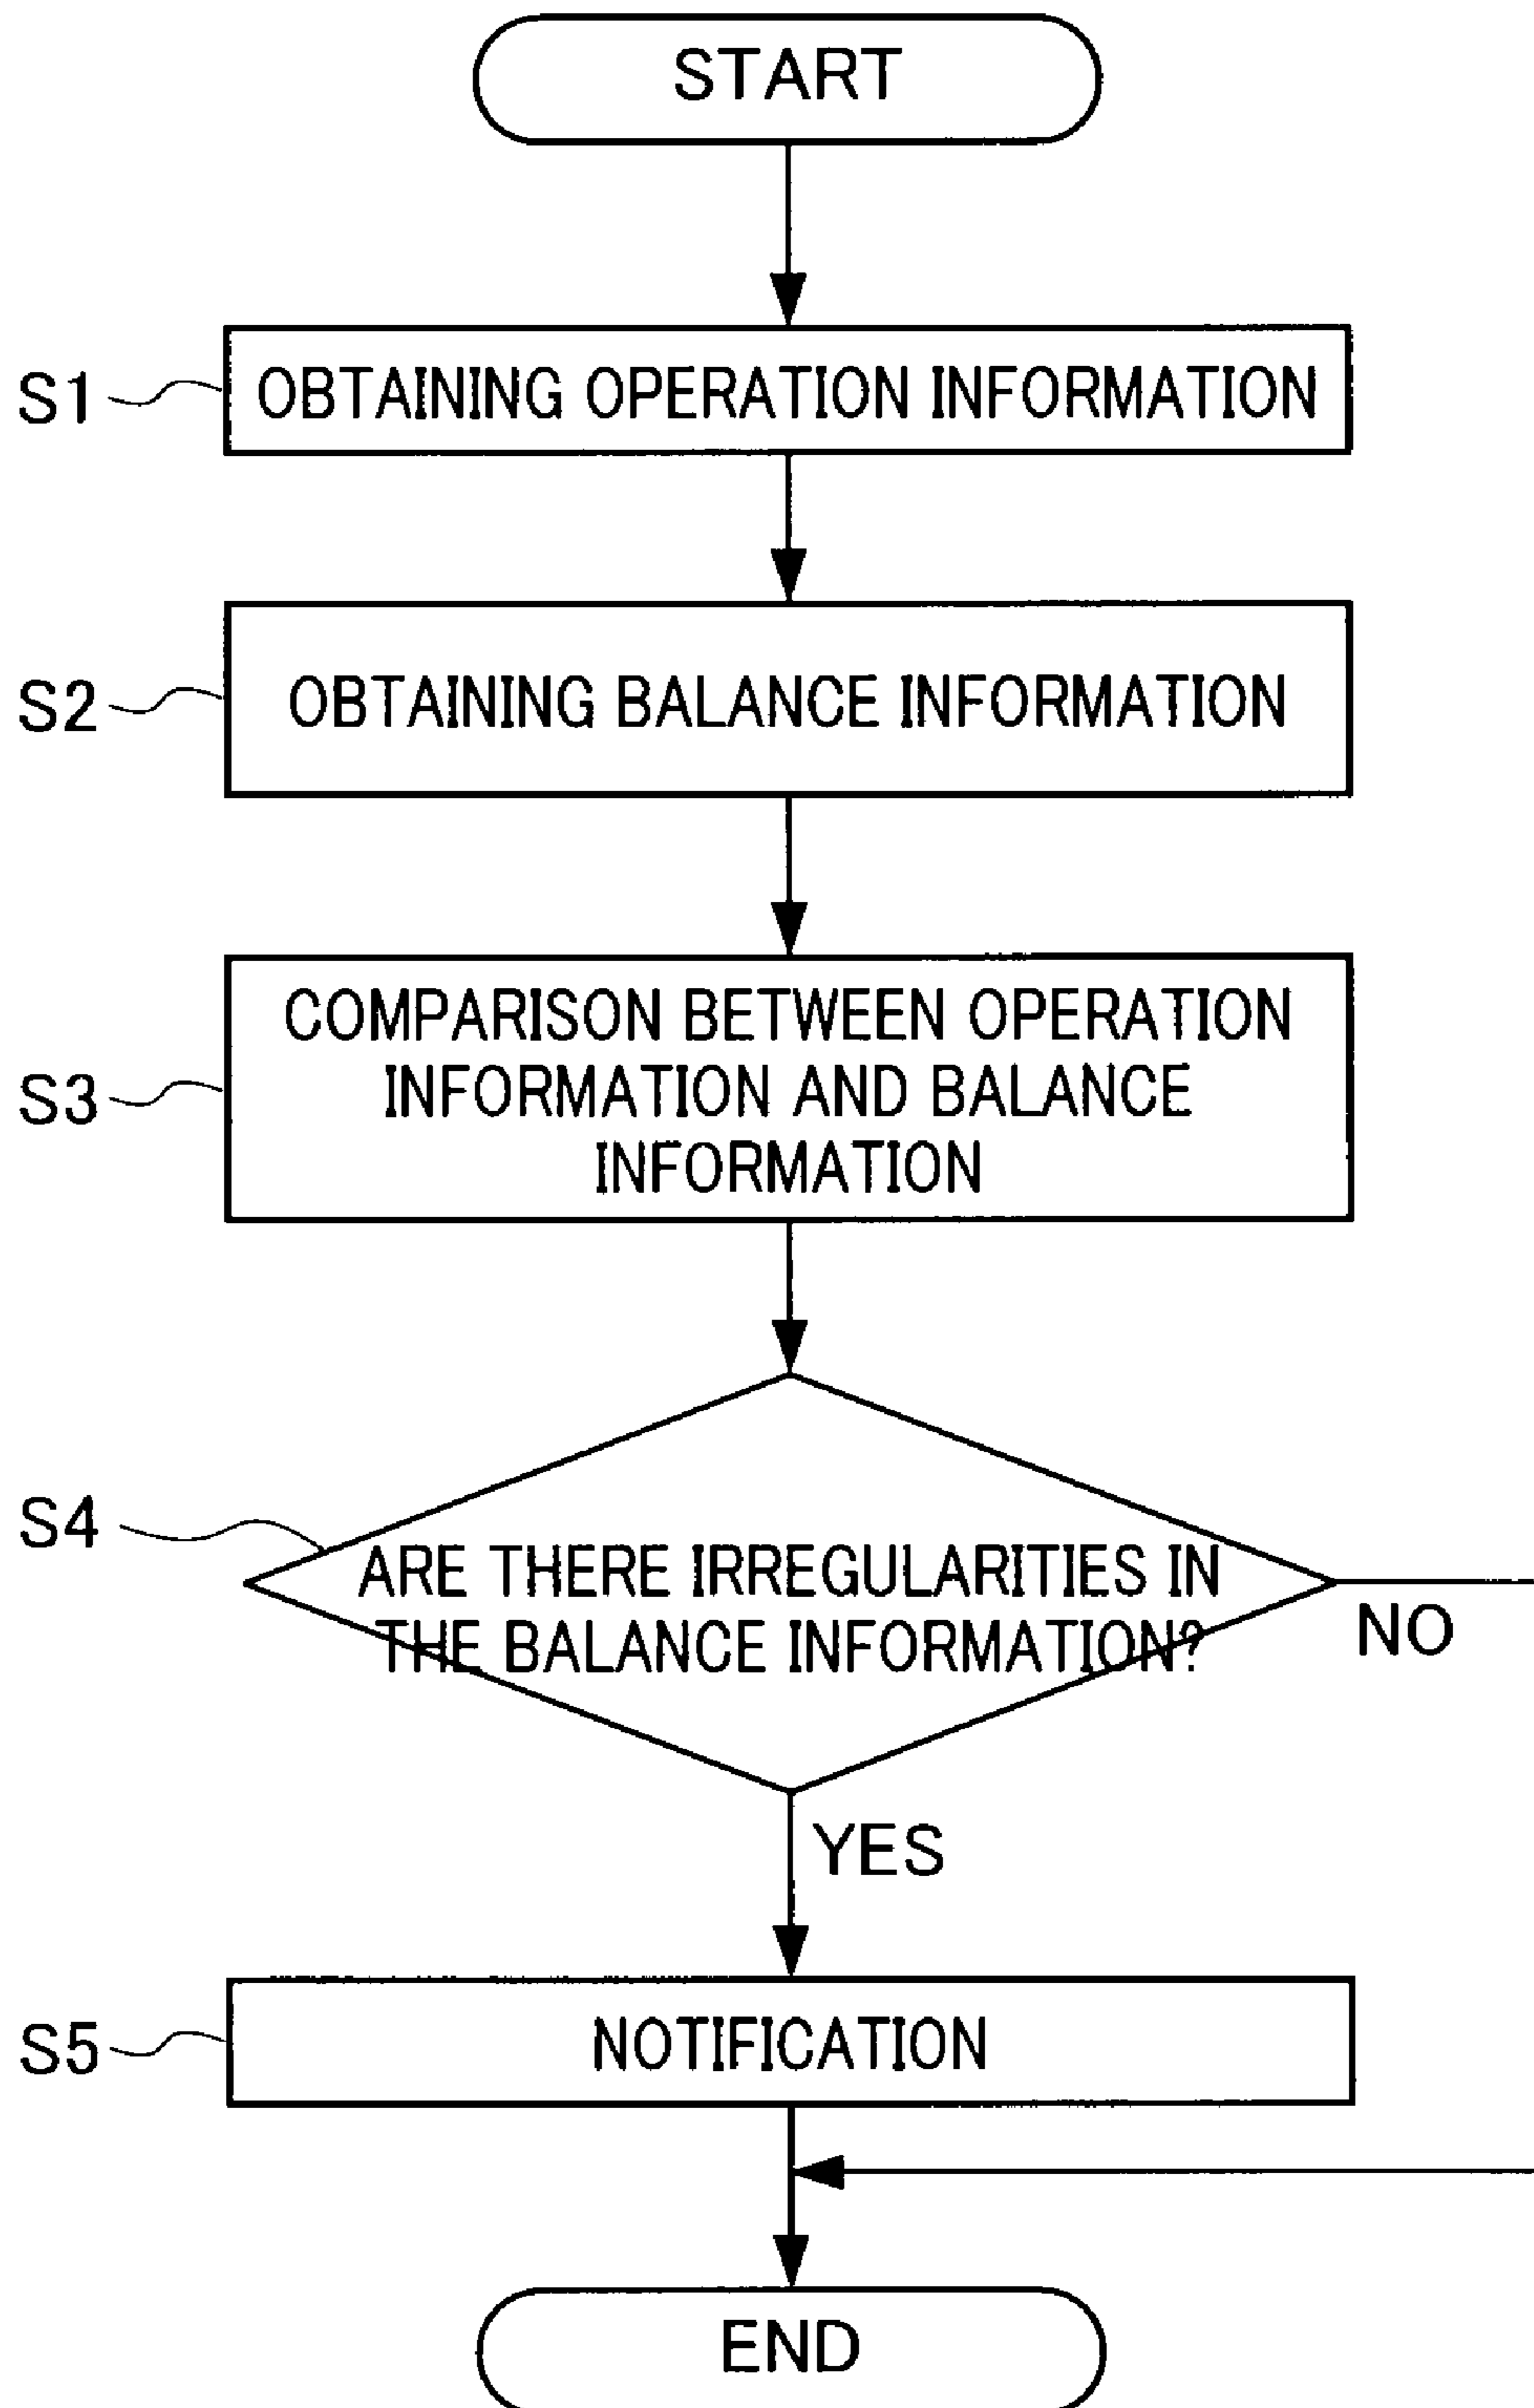 START
S1
OBTAINING OPERATION INFORMATION
S2
OBTAINING BALANCE INFORMATION
S3
COMPARISON BETWEEN OPERATION
INFORMATION AND BALANCE
INFORMATION
S4
ARE THERE IRREGULARITIES IN
THE BALANCE INFORMATION?
NO
YES
S5
NOTIFICATION
END